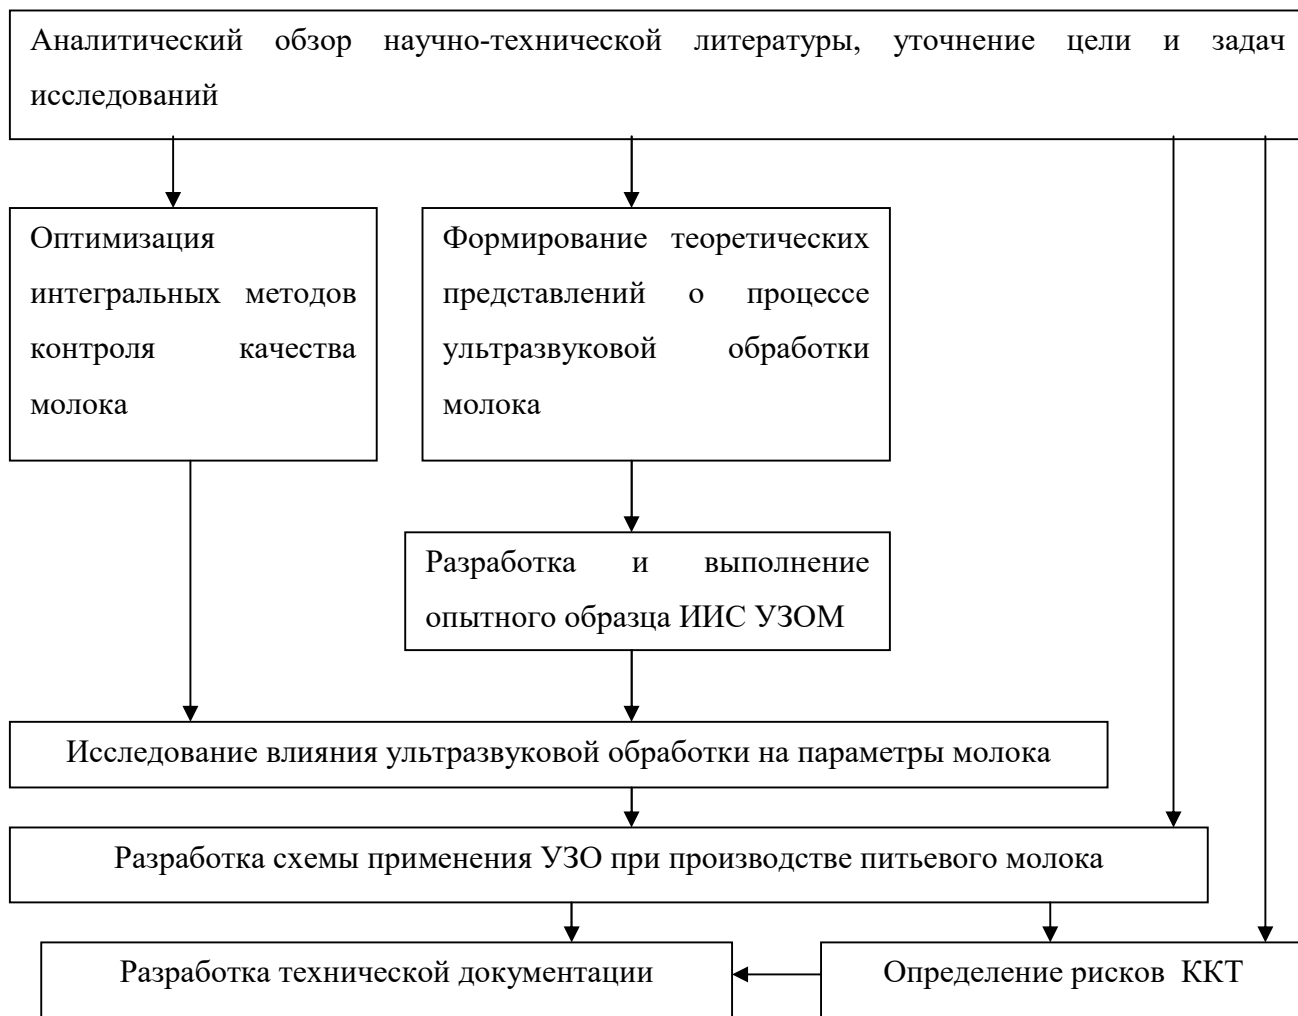 Аналитический обзор научно-технической литературы, уточнение цели и задач
исследований
Оптимизация
интегральных методов
контроля качества
молока
Формирование теоретических
представлений о процессе
ультразвуковой обработки
молока
Разработка и выполнение
опытного образца ИИС УЗОМ
Исследование влияния ультразвуковой обработки на параметры молока
Разработка схемы применения УЗО при производстве питьевого молока
Разработка технической документации
Определение рисков ККТ